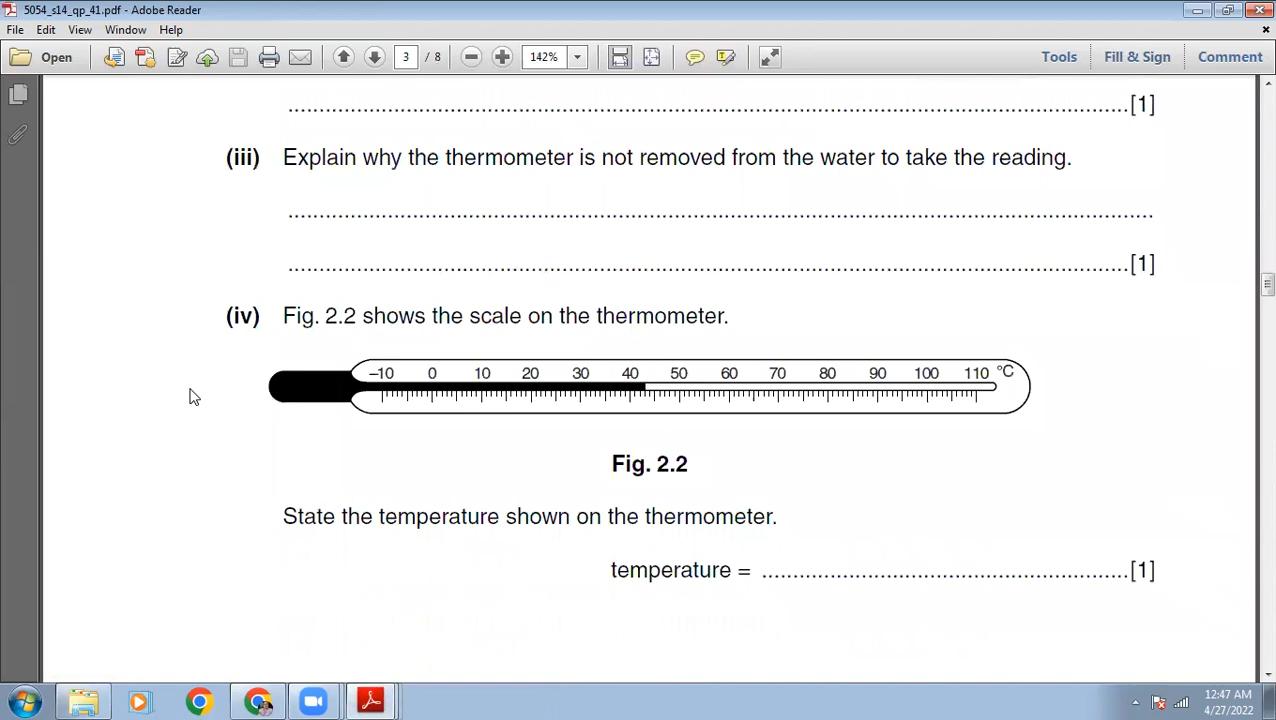 5054_s14_qp_41.pdf - Adobe Reader
File Edit View Window Help
Open 3 / 8 142% Tools Fill & Sign Comment
....................................................................................................................................[1]
(iii) Explain why the thermometer is not removed from the water to take the reading.
........................................................................................................................................
....................................................................................................................................[1]
(iv) Fig. 2.2 shows the scale on the thermometer.
–10 0 10 20 30 40 50 60 70 80 90 100 110 °C
Fig. 2.2
State the temperature shown on the thermometer.
temperature = ..........................................................[1]
12:47 AM
4/27/2022